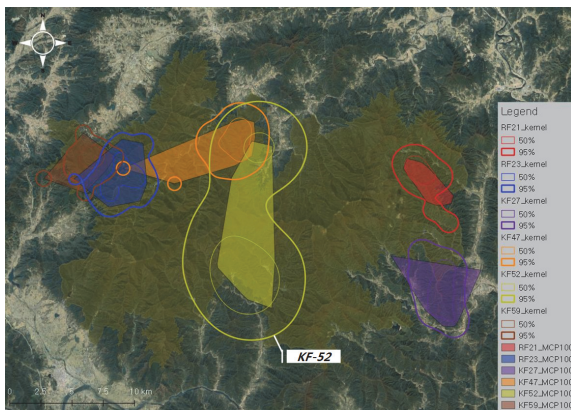 Legend
RF21_kernel
50%
95%
RF23_kernel
50%
95%
KF27_kernel
50%
95%
KF47_kernel
50%
95%
KF52_kernel
50%
95%
KF59_kernel
50%
95%
RF21_MCP100
RF23_MCP100
KF27_MCP100
KF47_MCP100
KF52_MCP100
KF59_MCP100
KF-52
0 2.5 5 7.5 10 km